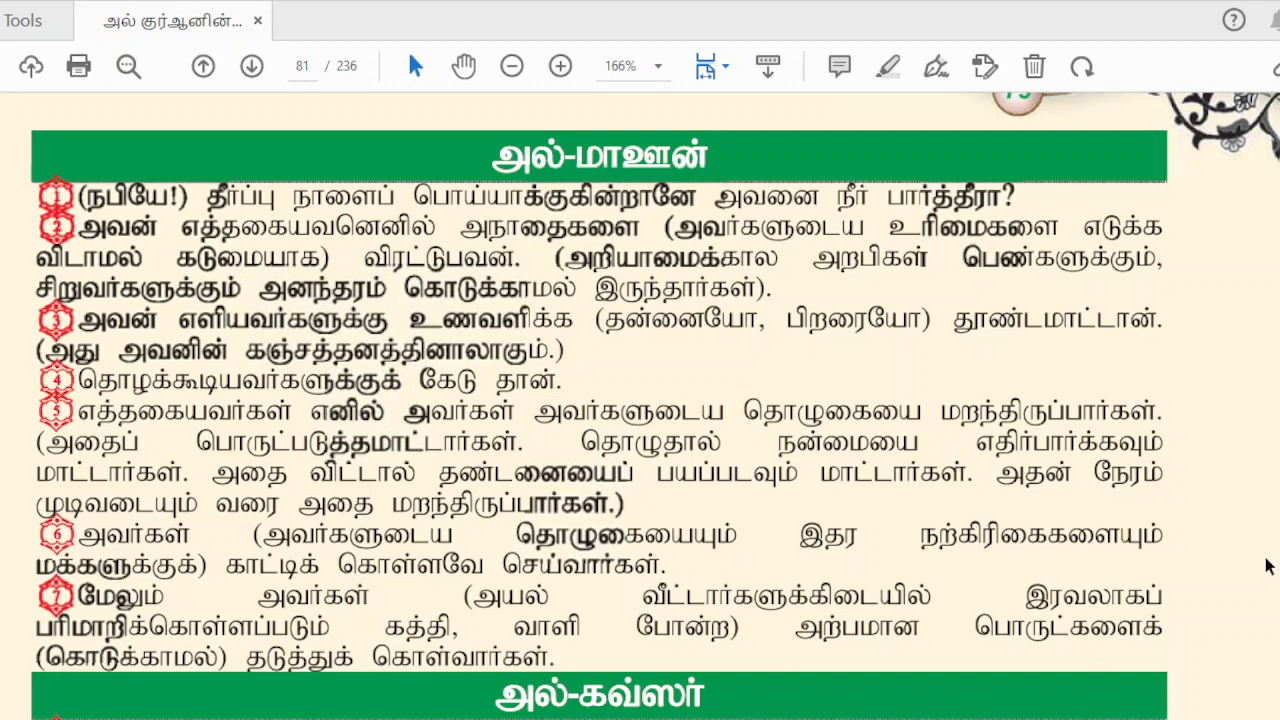 Tools
அல் குர்ஆனின்... ×
81 / 236
166%
அல்-மாஊன்
1 (நபியே!) தீர்ப்பு நாளைப் பொய்யாக்குகின்றானே அவனை நீர் பார்த்தீரா?
2 அவன் எத்தகையவனெனில் அநாதைகளை (அவர்களுடைய உரிமைகளை எடுக்க
விடாமல் கடுமையாக) விரட்டுபவன். (அறியாமைக்கால அறபிகள் பெண்களுக்கும்,
சிறுவர்களுக்கும் அனந்தரம் கொடுக்காமல் இருந்தார்கள்).
3 அவன் எளியவர்களுக்கு உணவளிக்க (தன்னையோ, பிறரையோ) தூண்டமாட்டான்.
(அது அவனின் கஞ்சத்தனத்தினாலாகும்.)
4 தொழக்கூடியவர்களுக்குக் கேடு தான்.
5 எத்தகையவர்கள் எனில் அவர்கள் அவர்களுடைய தொழுகையை மறந்திருப்பார்கள்.
(அதைப் பொருட்படுத்தமாட்டார்கள். தொழுதால் நன்மையை எதிர்பார்க்கவும்
மாட்டார்கள். அதை விட்டால் தண்டனையைப் பயப்படவும் மாட்டார்கள். அதன் நேரம்
முடிவடையும் வரை அதை மறந்திருப்பார்கள்.)
6 அவர்கள் (அவர்களுடைய தொழுகையையும் இதர நற்கிரிகைகளையும்
மக்களுக்குக்) காட்டிக் கொள்ளவே செய்வார்கள்.
7 மேலும் அவர்கள் (அயல் வீட்டார்களுக்கிடையில் இரவலாகப்
பரிமாறிக்கொள்ளப்படும் கத்தி, வாளி போன்ற) அற்பமான பொருட்களைக்
(கொடுக்காமல்) தடுத்துக் கொள்வார்கள்.
அல்-கவ்ஸர்